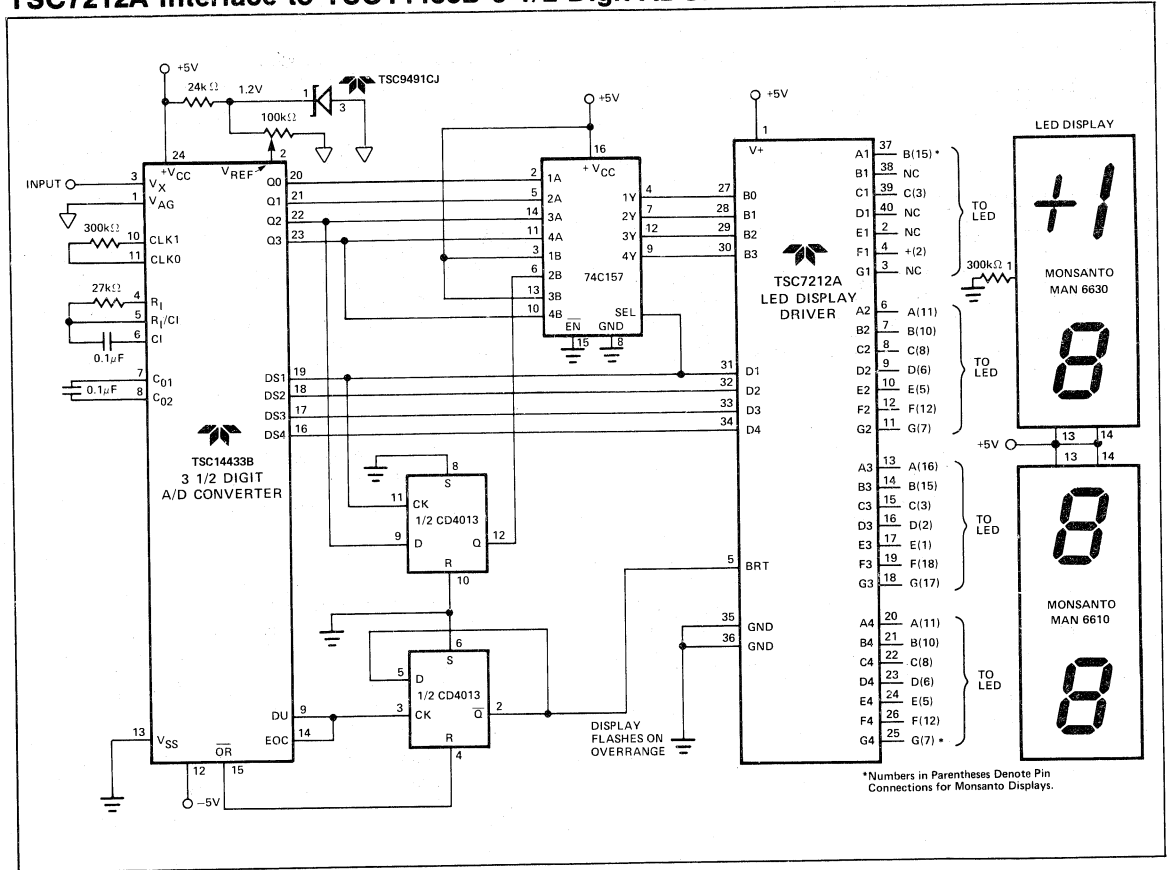 +5V
24kΩ
1.2V
1
3
TSC9491CJ
100kΩ
24
2
+VCC
VREF
INPUT
3
VX
1
VAG
300kΩ
10
CLK1
11
CLK0
27kΩ
4
RI
5
RI/CI
6
CI
0.1μF
7
C01
0.1μF
8
C02
Q0
20
Q1
21
Q2
22
Q3
23
DS1
19
DS2
18
DS3
17
DS4
16
TSC14433B
3 1/2 DIGIT
A/D CONVERTER
DU
9
EOC
14
13
VSS
OR
12
15
−5V
+5V
16
+VCC
2
1A
5
2A
14
3A
11
4A
3
1B
6
2B
13
3B
10
4B
1Y
4
2Y
7
3Y
12
4Y
9
74C157
SEL
EN
GND
15
8
8
S
11
CK
1/2 CD4013
9
D
Q
12
R
10
6
S
5
D
1/2 CD4013
3
CK
Q
2
R
4
DISPLAY
FLASHES ON
OVERRANGE
+5V
1
V+
27
B0
28
B1
29
B2
30
B3
TSC7212A
LED DISPLAY
DRIVER
31
D1
32
D2
33
D3
34
D4
5
BRT
35
GND
36
GND
A1 37 B(15) *
B1 38 NC
C1 39 C(3)
D1 40 NC
E1 2 NC
F1 4 +(2)
G1 3 NC
TO
LED
A2 6 A(11)
B2 7 B(10)
C2 8 C(8)
D2 9 D(6)
E2 10 E(5)
F2 12 F(12)
G2 11 G(7)
TO
LED
A3 13 A(16)
B3 14 B(15)
C3 15 C(3)
D3 16 D(2)
E3 17 E(1)
F3 19 F(18)
G3 18 G(17)
TO
LED
A4 20 A(11)
B4 21 B(10)
C4 22 C(8)
D4 23 D(6)
E4 24 E(5)
F4 26 F(12)
G4 25 G(7) *
TO
LED
LED DISPLAY
+1
300kΩ 1
MONSANTO
MAN 6630
8
+5V
13
14
13
14
8
MONSANTO
MAN 6610
8
*Numbers in Parentheses Denote Pin
Connections for Monsanto Displays.